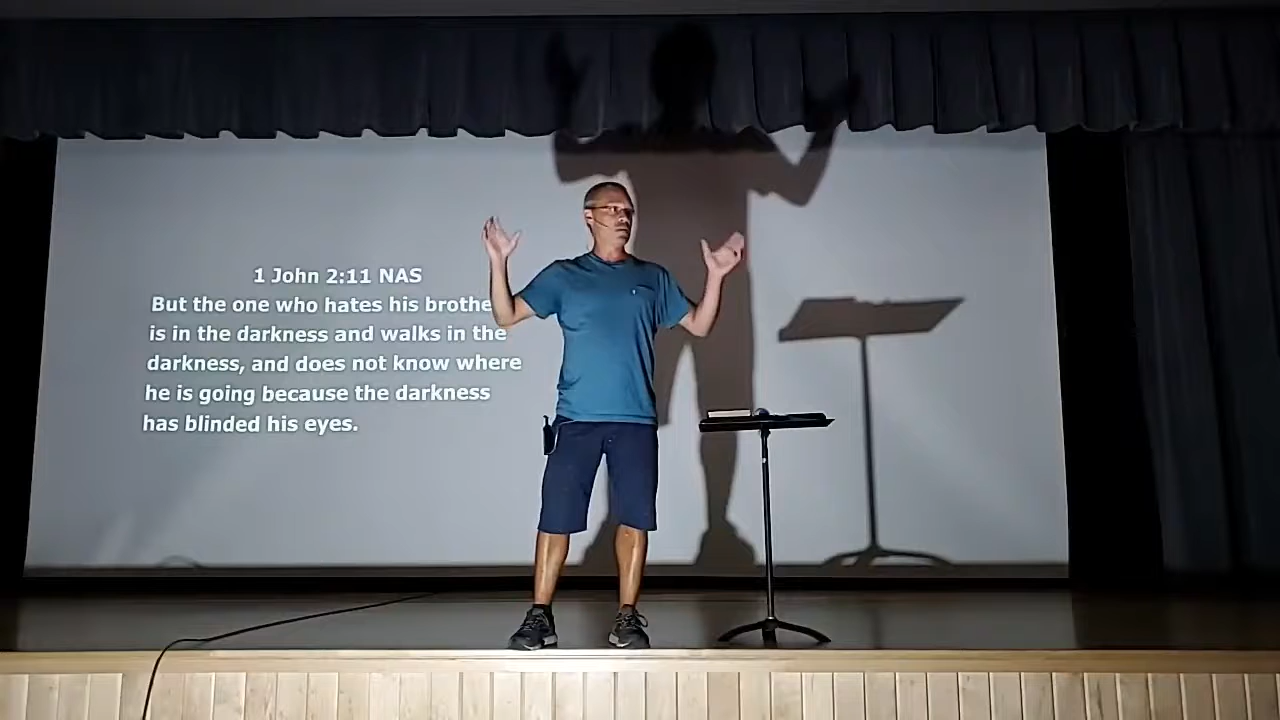 1 John 2:11 NAS
But the one who hates his brothe
is in the darkness and walks in the
darkness, and does not know where
he is going because the darkness
has blinded his eyes.